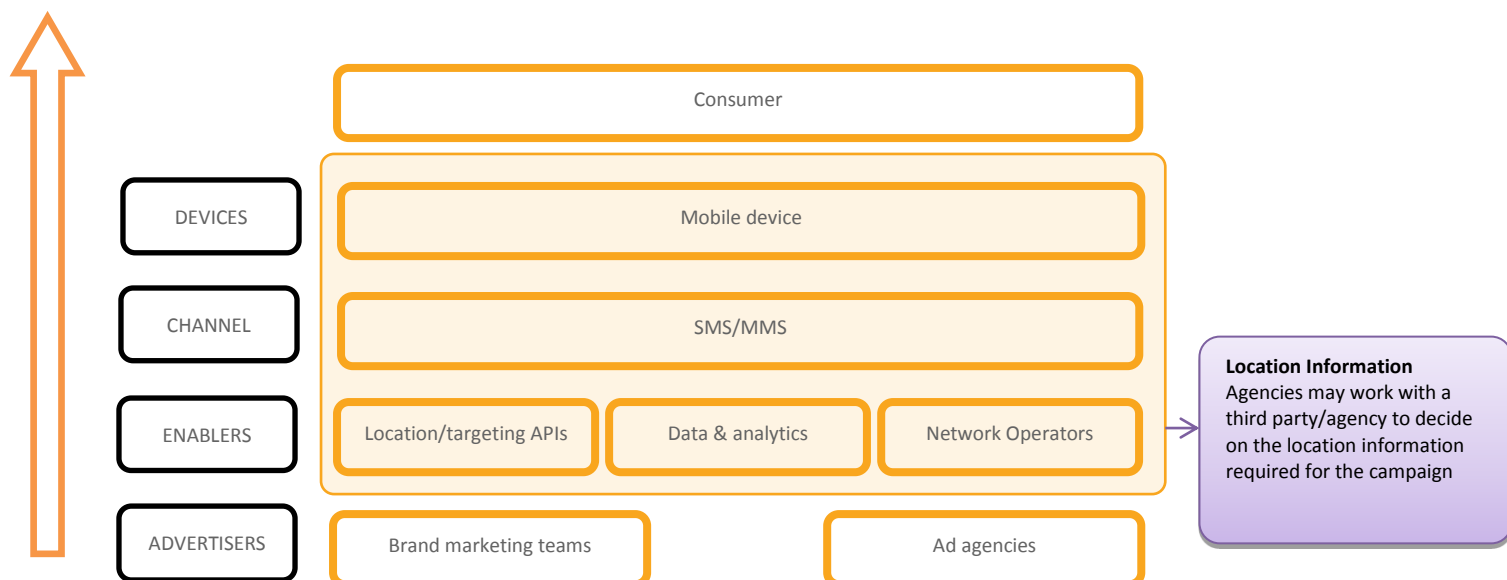 Consumer
DEVICES
Mobile device
CHANNEL
SMS/MMS
Location Information
Agencies may work with a
third party/agency to decide
on the location information
required for the campaign
ENABLERS
Location/targeting APIs
Data & analytics
Network Operators
ADVERTISERS
Brand marketing teams
Ad agencies